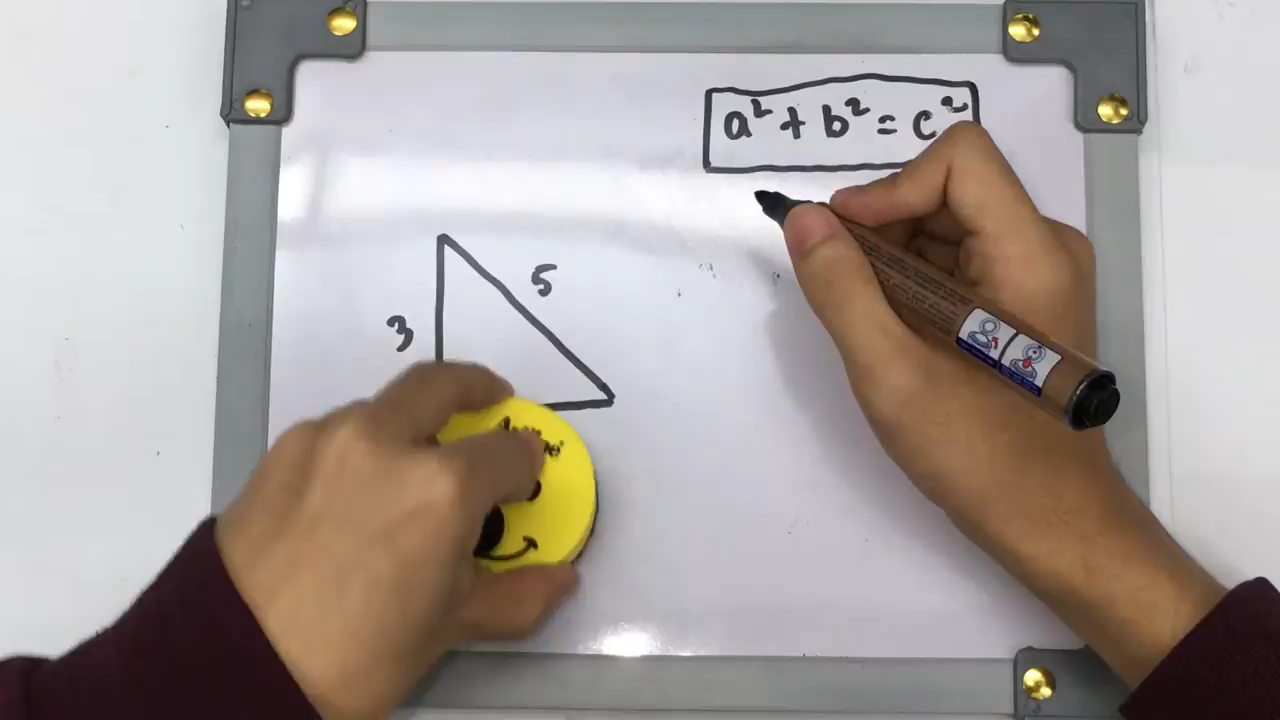 a² + b² = c²
5
3